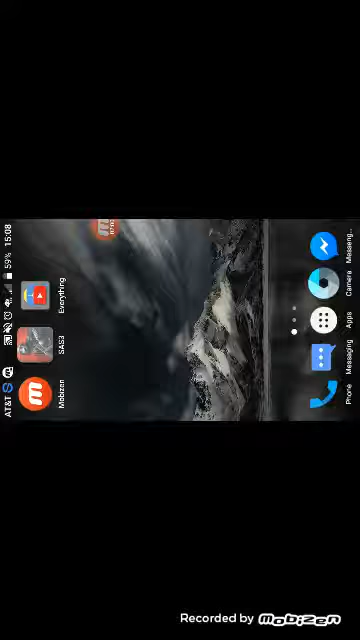 AT&T
59% 15:08
Mobizen
SAS3
Everything
Phone
Messaging
Apps
Camera
Messeng...
Recorded by MOBIZEN